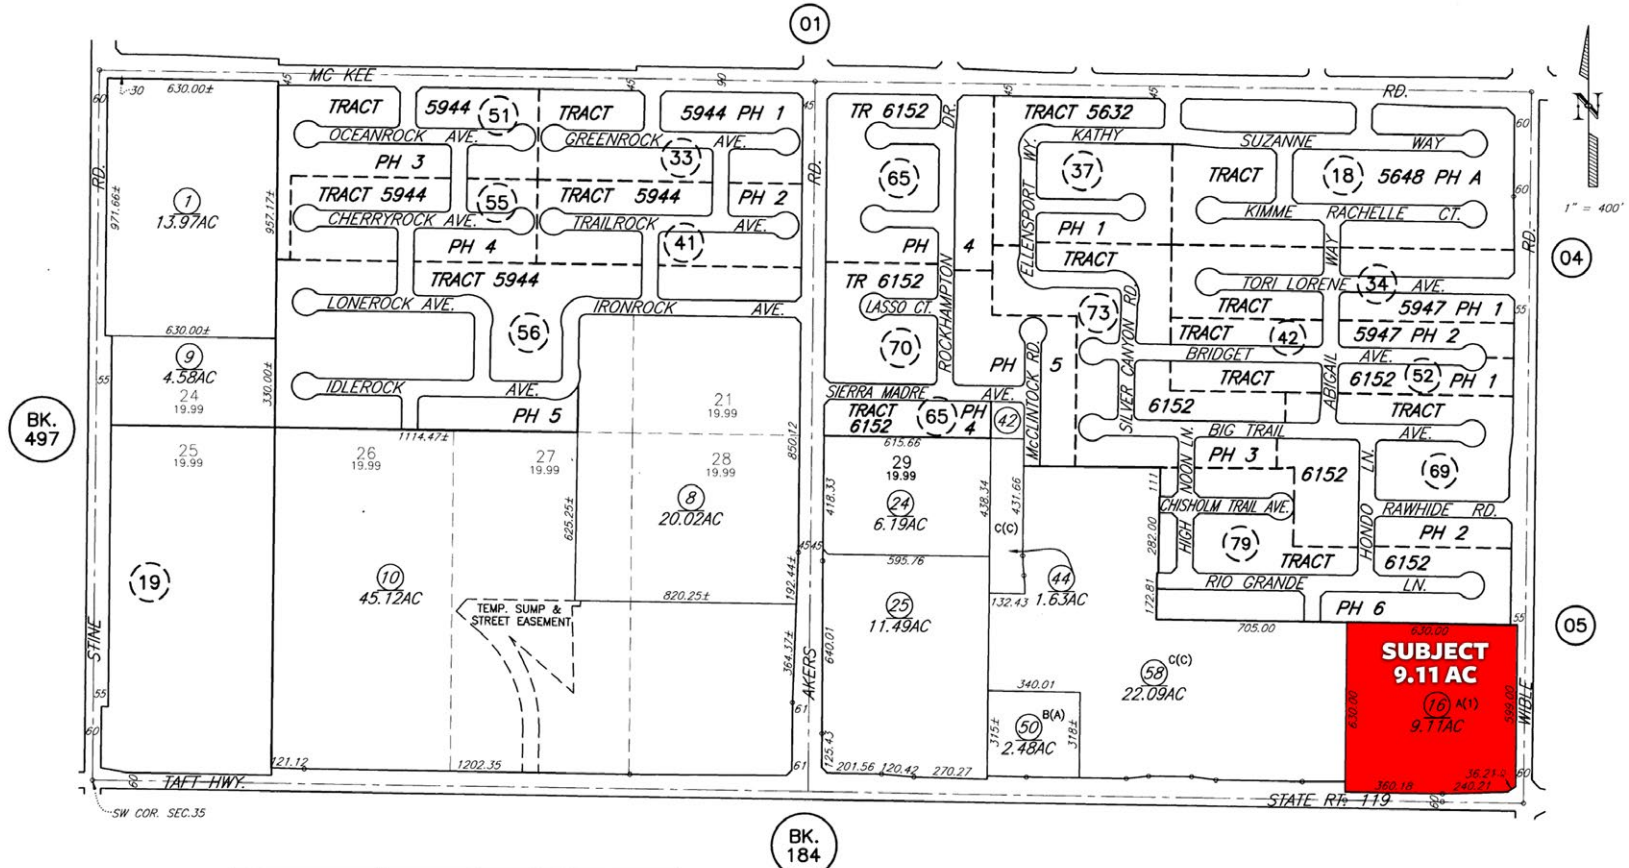 01
MC KEE
RD.
630.00±
30
60
45
45
90
45
45
45
60
TRACT 5944
51
TRACT 5944 PH 1
OCEANROCK AVE.
GREENROCK AVE.
PH 3
33
TRACT 5944
55
TRACT 5944
PH 2
CHERRYROCK AVE.
TRAILROCK AVE.
PH 4
41
TRACT 5944
LONEROCK AVE.
IRONROCK AVE.
56
IDLEROCK AVE.
PH 5
1114.47±
RD.
971.66±
1
13.97AC
957.17±
630.00±
9
4.58AC
24
19.99
330.00±
55
BK.
497
25
19.99
26
19.99
27
19.99
21
19.99
28
19.99
850.12
8
20.02AC
625.25±
10
45.12AC
19
820.25±
192.44±
364.37±
TEMP. SUMP &
STREET EASEMENT
STINE
55
60
121.12
1202.35
61
61
TAFT HWY.
60
SW COR. SEC.35
RD.
AKERS
TR 6152
DR.
65
PH 4
TR 6152
LASSO CT.
ROCKHAMPTON
70
PH 5
SIERRA MADRE AVE.
TRACT
6152
65
PH
4
42
615.66
29
19.99
24
6.19AC
418.33
438.34
431.66
C(C)
45
45
595.76
25
11.49AC
640.01
132.43
44
1.63AC
125.43
201.56
120.42
270.27
TRACT 5632
KATHY
SUZANNE WAY
ELLENSPORT WY.
37
PH 1
TRACT
73
McCLINTOCK RD.
SILVER CANYON RD.
TRACT
18
5648 PH A
KIMME RACHELLE CT.
WAY
TORI LORENE AVE.
34
TRACT
5947 PH 1
TRACT
42
5947 PH 2
BRIDGET AVE.
TRACT
ABIGAIL
6152
52
PH 1
6152
TRACT
BIG TRAIL AVE.
PH 3
6152
LN.
69
HIGH NOON LN.
CHISHOLM TRAIL AVE.
RAWHIDE RD.
79
HONDO
PH 2
TRACT
6152
RIO GRANDE LN.
PH 6
111
282.00
172.81
705.00
58
C(C)
22.09AC
340.01
50
B(A)
2.48AC
315±
318±
630.00
SUBJECT
9.11 AC
16
A(1)
9.11AC
630.00
599.00
360.18
240.21
STATE RT. 119
60
60
WIBLE
RD.
60
60
55
55
1" = 400'
N
04
05
BK.
184